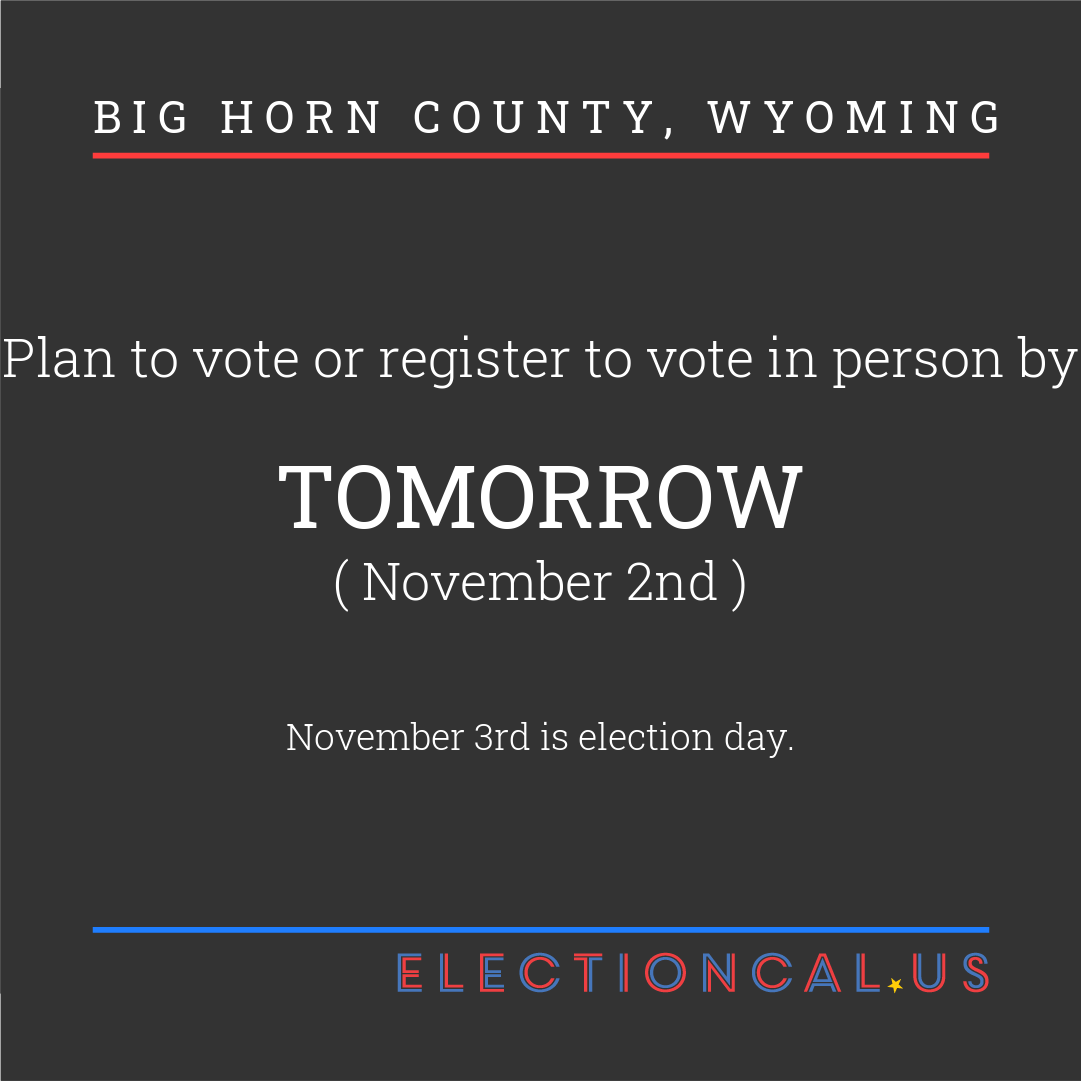 BIG HORN COUNTY, WYOMING
Plan to vote or register to vote in person by
TOMORROW
( November 2nd )
November 3rd is election day.
ELECTIONCAL.US